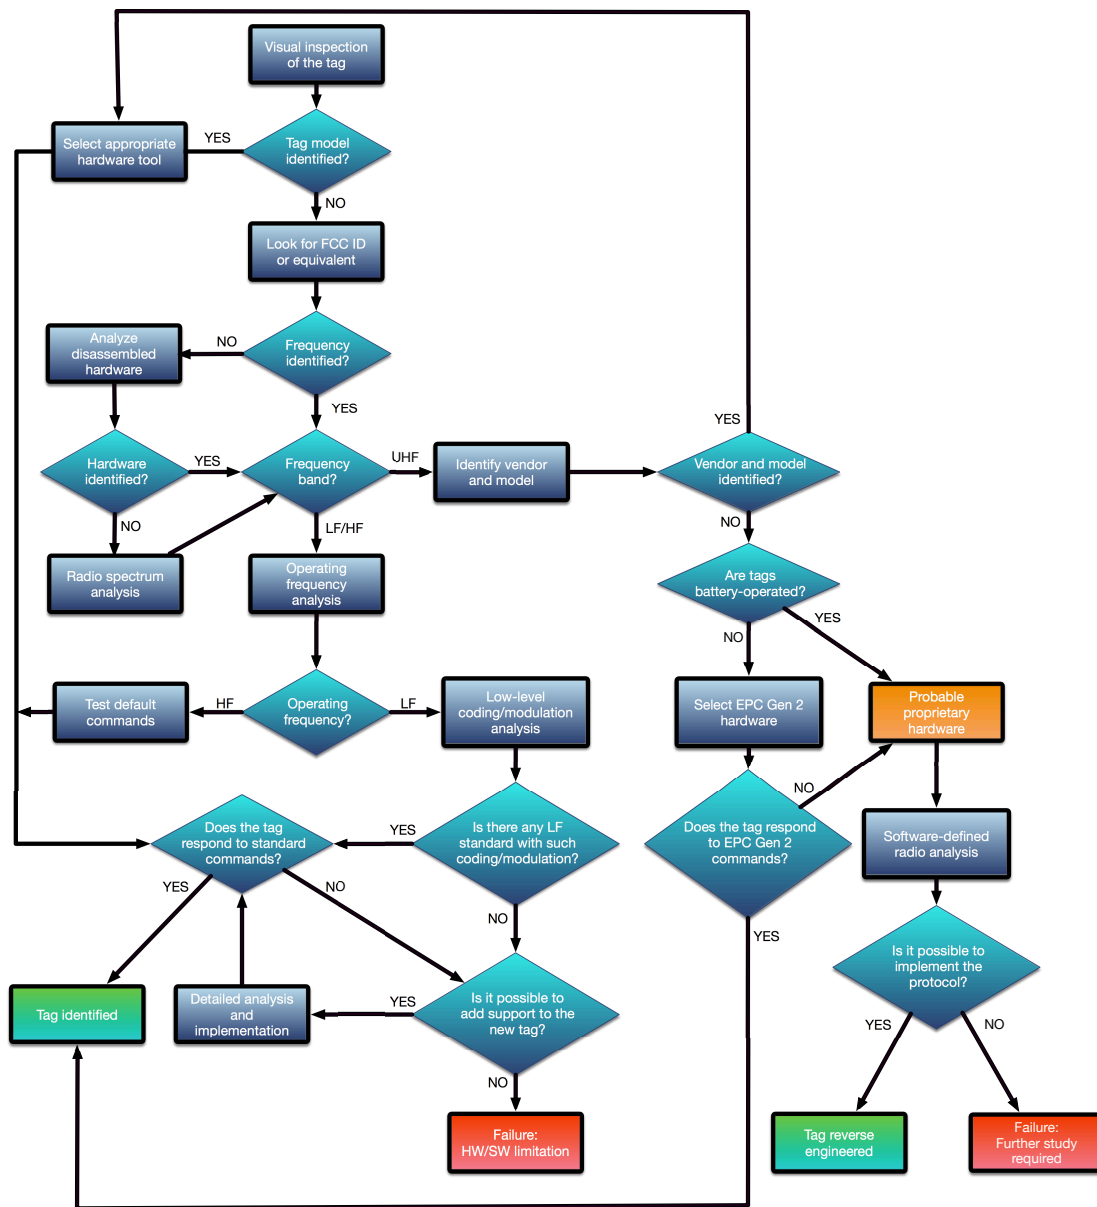 Visual inspection
of the tag
Select appropriate
hardware tool
YES
Tag model
identified?
NO
Look for FCC ID
or equivalent
Analyze
disassembled
hardware
NO
Frequency
identified?
YES
YES
Hardware
identified?
YES
Frequency
band?
UHF
Identify vendor
and model
Vendor and model
identified?
NO
LF/HF
NO
Radio spectrum
analysis
Operating
frequency
analysis
Are tags
battery-operated?
NO
YES
Test default
commands
HF
Operating
frequency?
LF
Low-level
coding/modulation
analysis
Select EPC Gen 2
hardware
Probable
proprietary
hardware
NO
Does the tag
respond to standard
commands?
YES
Is there any LF
standard with such
coding/modulation?
Does the tag respond
to EPC Gen 2
commands?
Software-defined
radio analysis
YES
NO
NO
YES
Is it possible to
implement the
protocol?
Tag identified
Detailed analysis
and
implementation
YES
Is it possible to
add support to the
new tag?
YES
NO
NO
Failure:
HW/SW limitation
Tag reverse
engineered
Failure:
Further study
required